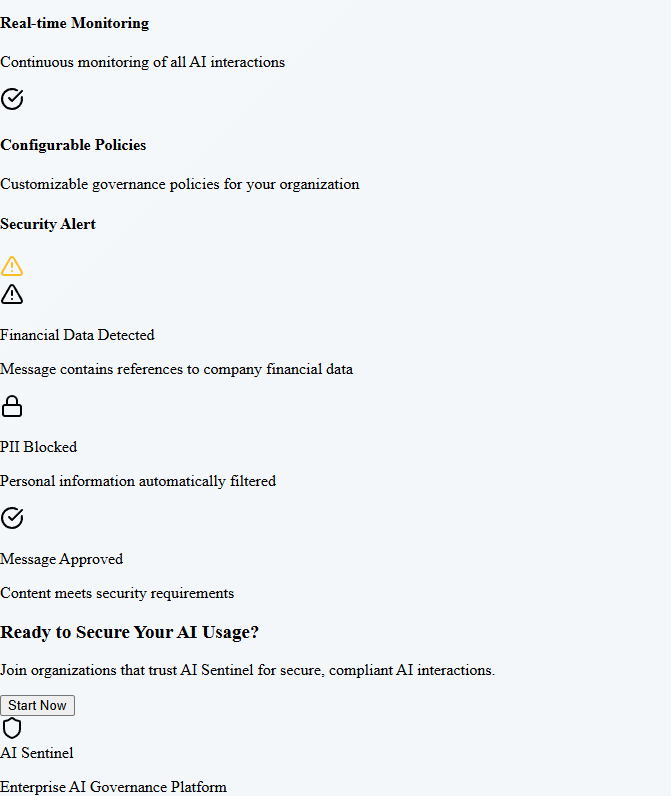 Real-time Monitoring
Continuous monitoring of all AI interactions
Configurable Policies
Customizable governance policies for your organization
Security Alert
Financial Data Detected
Message contains references to company financial data
PII Blocked
Personal information automatically filtered
Message Approved
Content meets security requirements
Ready to Secure Your AI Usage?
Join organizations that trust AI Sentinel for secure, compliant AI interactions.
Start Now
AI Sentinel
Enterprise AI Governance Platform